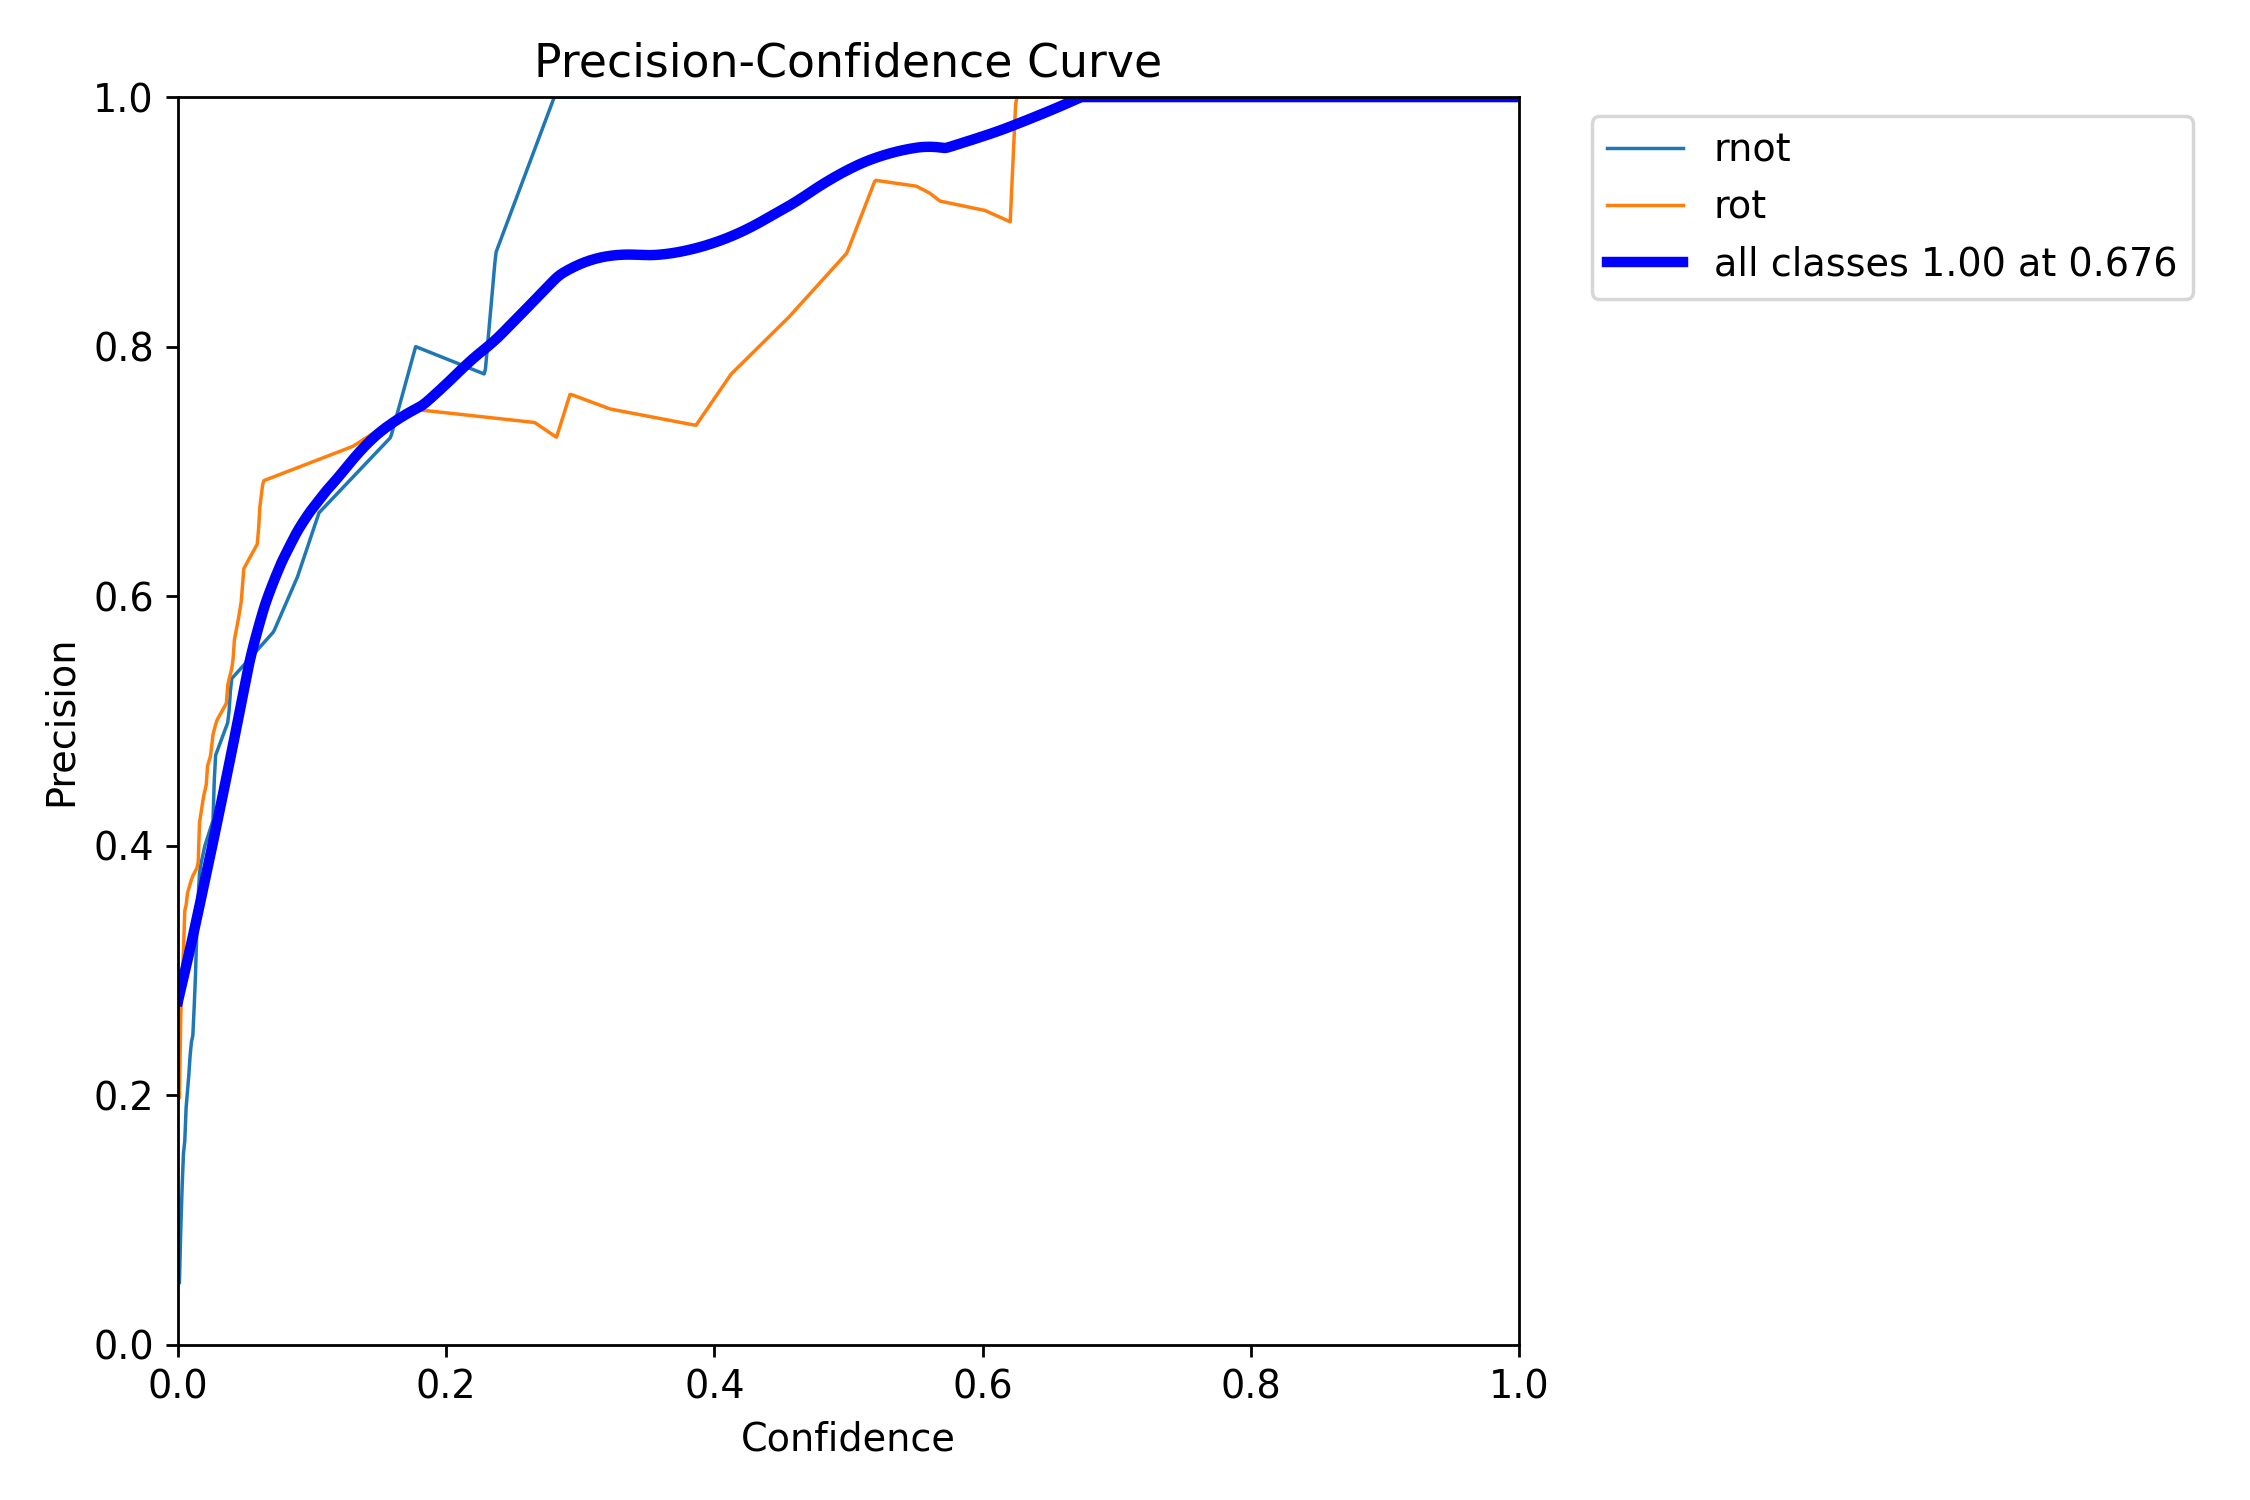 Precision-Confidence Curve
1.0
0.8
0.6
0.4
0.2
0.0
Precision
0.0 0.2 0.4 0.6 0.8 1.0
Confidence
rnot
rot
all classes 1.00 at 0.676